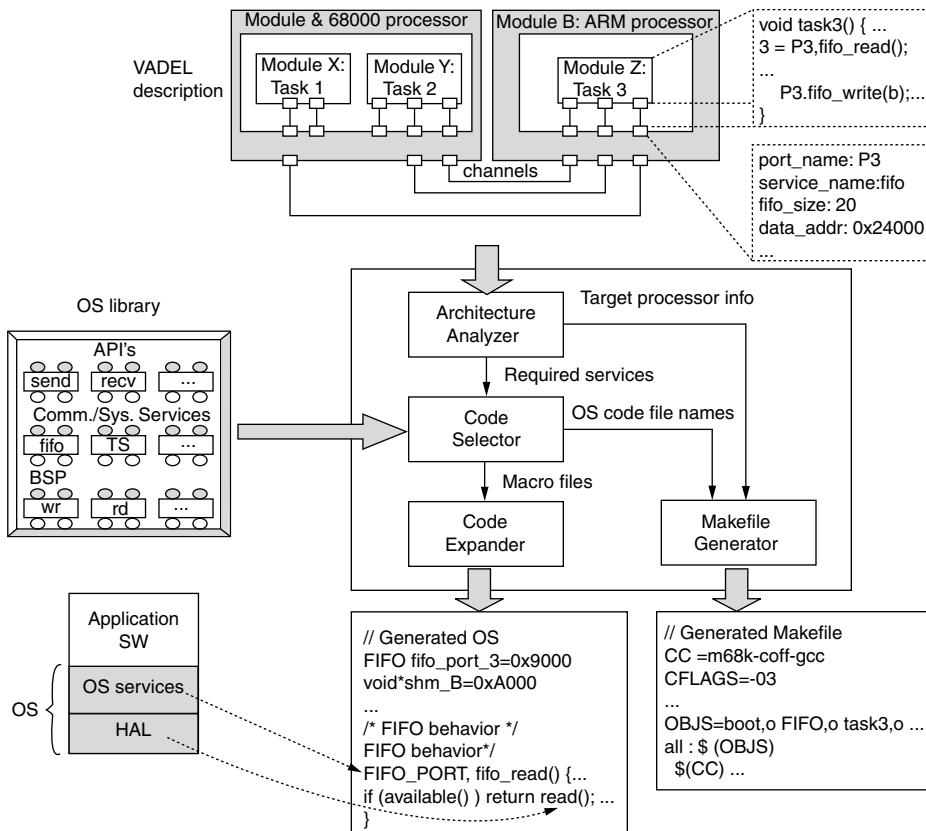 Module & 68000 processor
Module B: ARM processor
VADEL
description
Module X:
Task 1
Module Y:
Task 2
Module Z:
Task 3
channels
void task3() { ...
3 = P3,fifo_read();
...
P3.fifo_write(b);...
}
port_name: P3
service_name:fifo
fifo_size: 20
data_addr: 0x24000
...
OS library
API's
send
recv
...
Comm./Sys. Services
fifo
TS
...
BSP
wr
rd
...
Architecture
Analyzer
Target processor info
Required services
Code
Selector
OS code file names
Macro files
Code
Expander
Makefile
Generator
Application
SW
OS
OS services
HAL
// Generated OS
FIFO fifo_port_3=0x9000
void*shm_B=0xA000
...
/* FIFO behavior */
FIFO behavior*/
FIFO_PORT, fifo_read() {...
if (available() ) return read(); ...
}
// Generated Makefile
CC =m68k-coff-gcc
CFLAGS=-03
...
OBJS=boot,o FIFO,o task3,o ...
all : $ (OBJS)
$(CC) ...